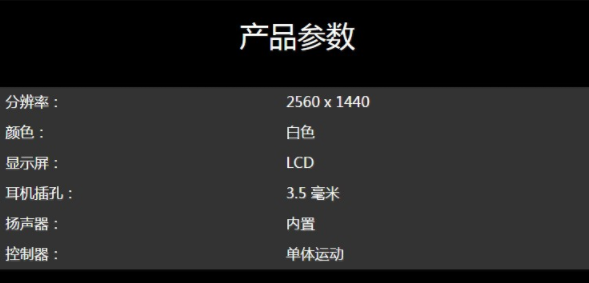 产品参数
分辨率： 2560 x 1440
颜色： 白色
显示屏： LCD
耳机插孔： 3.5 毫米
扬声器： 内置
控制器： 单体运动